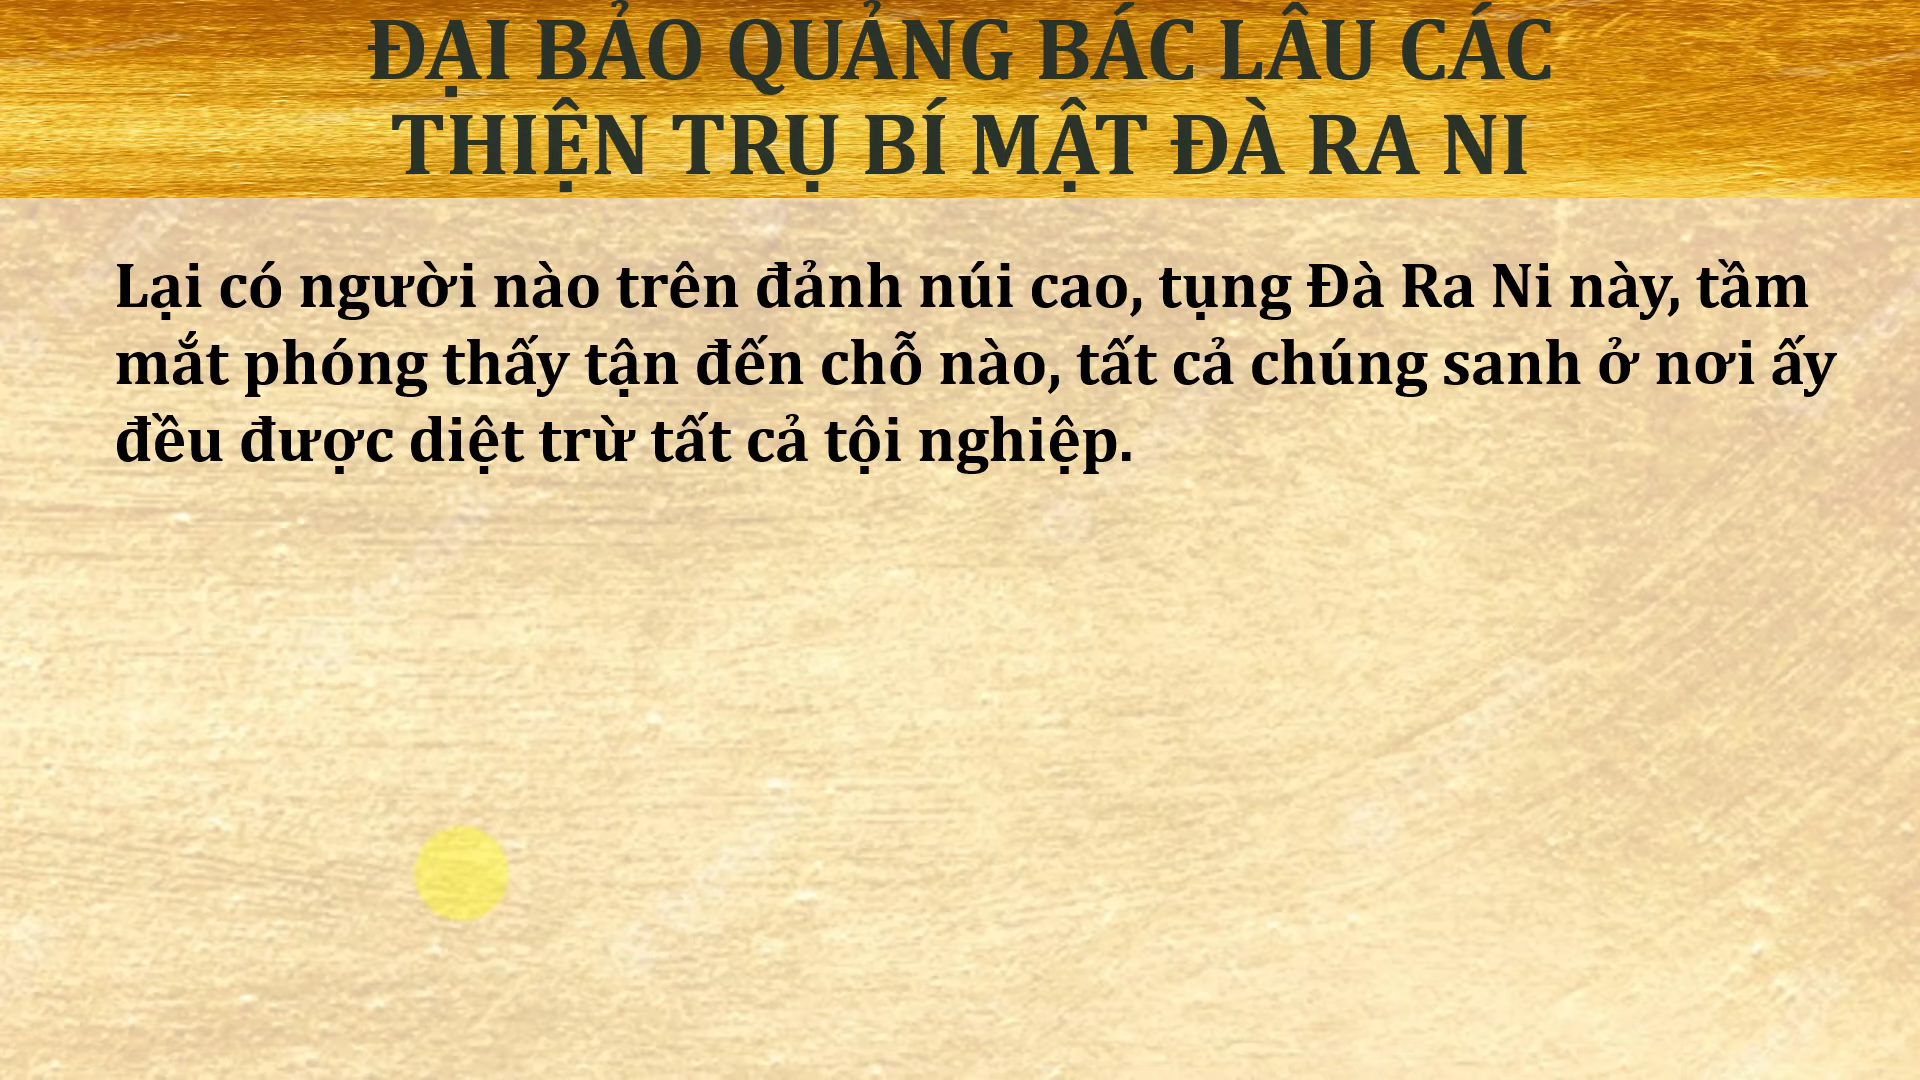 ĐẠI BẢO QUẢNG BÁC LÂU CÁC
THIỆN TRỤ BÍ MẬT ĐÀ RA NI
Lại có người nào trên đảnh núi cao, tụng Đà Ra Ni này, tầm
mắt phóng thấy tận đến chỗ nào, tất cả chúng sanh ở nơi ấy
đều được diệt trừ tất cả tội nghiệp.